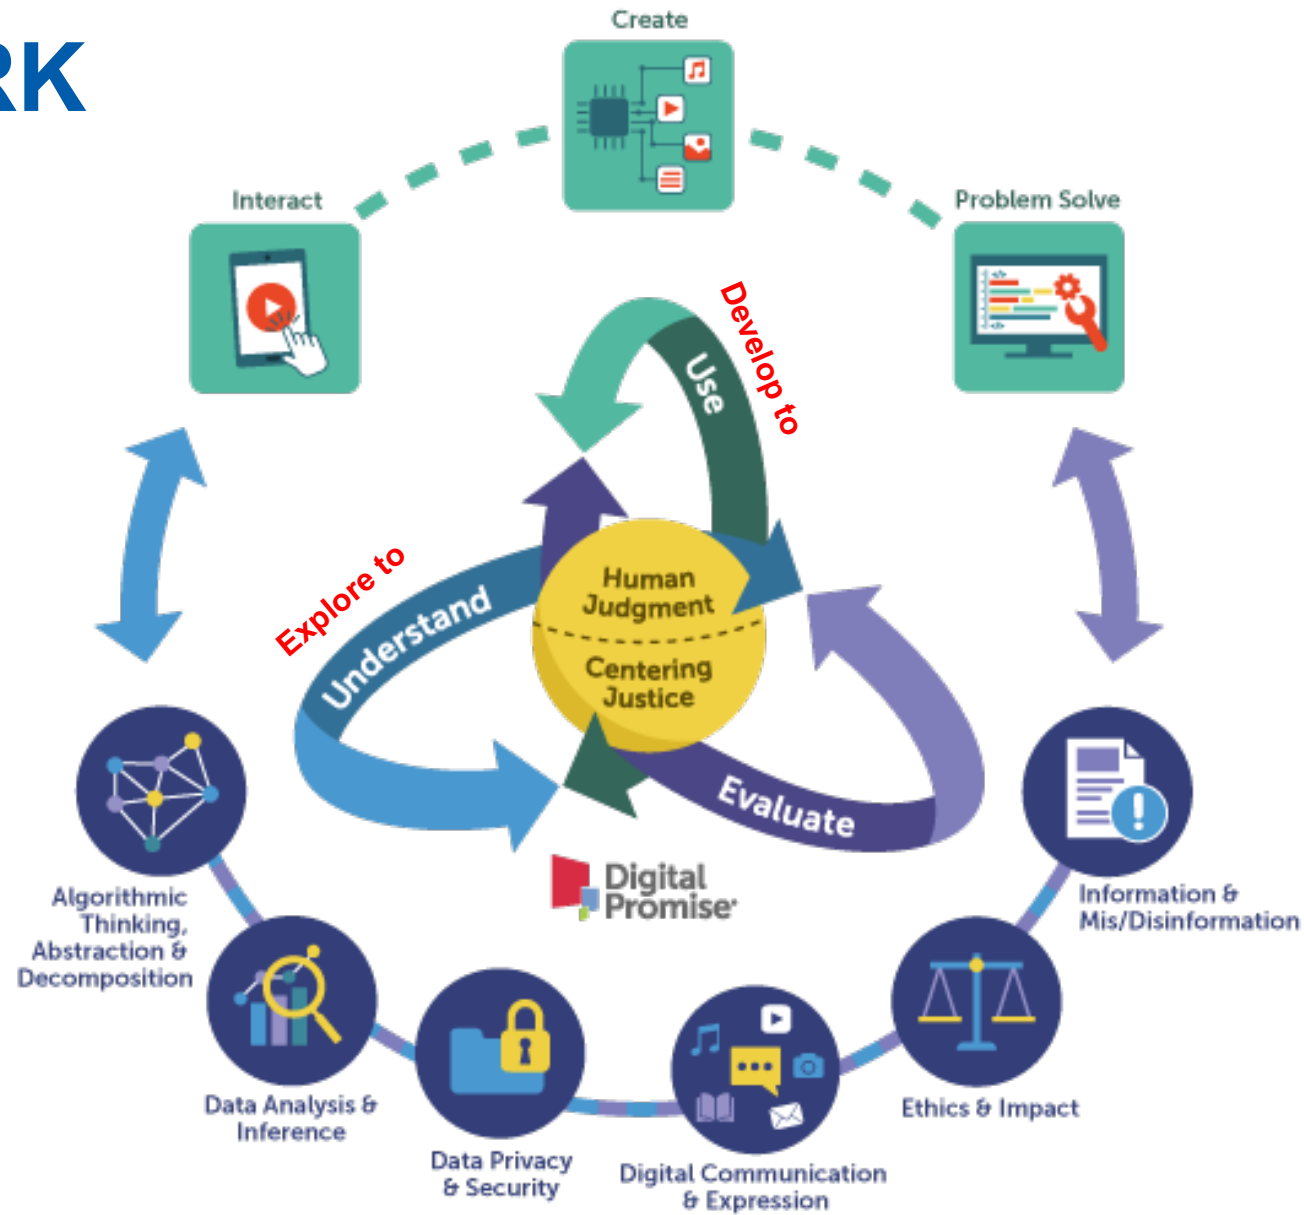 RK
Create
Interact
Problem Solve
Develop to
Use
Explore to
Understand
Human
Judgment
Centering
Justice
Evaluate
Digital
Promise
Algorithmic
Thinking,
Abstraction &
Decomposition
Information &
Mis/Disinformation
Data Analysis &
Inference
Ethics & Impact
Data Privacy
& Security
Digital Communication
& Expression